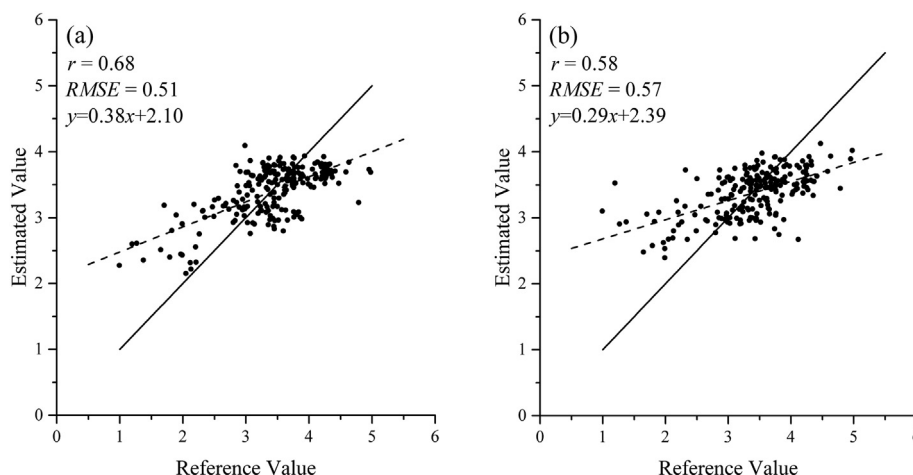 (a)
r = 0.68
RMSE = 0.51
y=0.38x+2.10
6
5
4
3
2
1
0
Estimated Value
0 1 2 3 4 5 6
Reference Value
(b)
r = 0.58
RMSE = 0.57
y=0.29x+2.39
6
5
4
3
2
1
0
Estimated Value
0 1 2 3 4 5 6
Reference Value